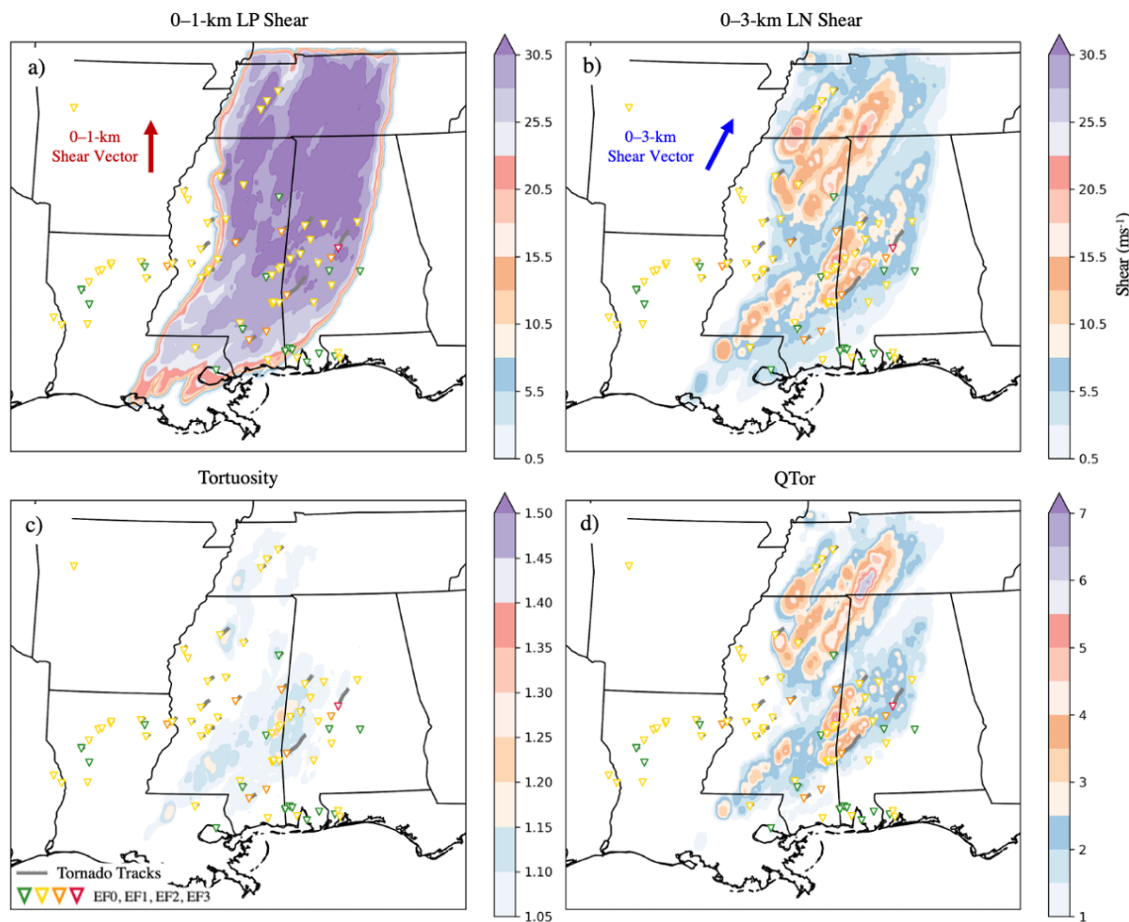 0–1-km LP Shear
0–3-km LN Shear
a)
0–1-km
Shear Vector
30.5
25.5
20.5
15.5
10.5
5.5
0.5
b)
0–3-km
Shear Vector
30.5
25.5
20.5
15.5
10.5
5.5
0.5
Shear (ms⁻¹)
Tortuosity
QTor
c)
1.50
1.45
1.40
1.35
1.30
1.25
1.20
1.15
1.10
1.05
Tornado Tracks
EF0, EF1, EF2, EF3
d)
7
6
5
4
3
2
1